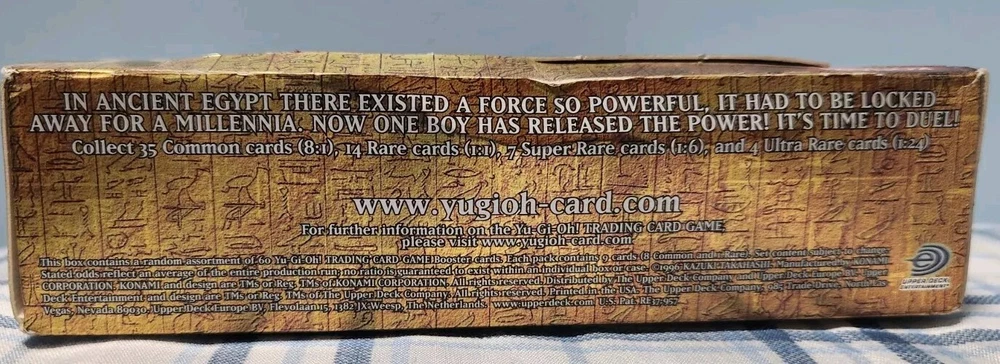 IN ANCIENT EGYPT THERE EXISTED A FORCE SO POWERFUL, IT HAD TO BE LOCKED
AWAY FOR A MILLENNIA. NOW ONE BOY HAS RELEASED THE POWER! IT'S TIME TO DUEL!
Collect 35 Common cards (8:1), 14 Rare cards (1:1), 7 Super Rare cards (1:6), and 4 Ultra Rare cards (1:24)
www.yugioh-card.com
For further information on the Yu-Gi-Oh! TRADING CARD GAME,
please visit www.yugioh-card.com
This box contains a random assortment of 60 Yu-Gi-Oh! TRADING CARD GAME Booster cards. Each pack contains 9 cards (8 Common and 1 Rare). Set content subject to change.
Stated odds reflect an average of the entire production run; no ratio is guaranteed to exist within an individual box or case. ©1996 KAZUKI TAKAHASHI. Manufactured by KONAMI
CORPORATION. KONAMI and design are TMs or Reg. TMs of KONAMI CORPORATION. All rights reserved. Distributed by The Upper Deck Company and Upper Deck Europe BV. Upper
Deck Entertainment and design are TMs or Reg. TMs of The Upper Deck Company. All rights reserved. Printed in the USA. The Upper Deck Company, 985 Trade Drive, North Las
Vegas, Nevada 89030. Upper Deck Europe BV, Flevolaan 15, 1382 JX Weesp, The Netherlands. www.upperdeck.com U.S. Pat. RE 37,957
UPPER DECK
ENTERTAINMENT